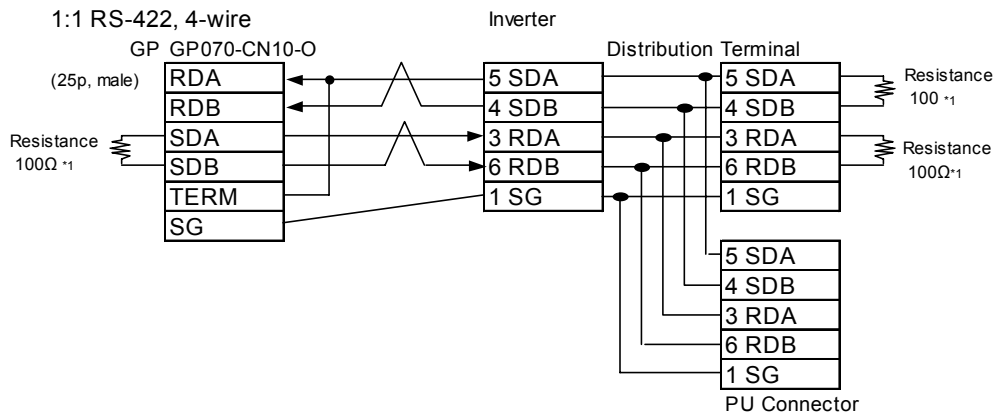 1:1 RS-422, 4-wire
Inverter
GP GP070-CN10-O
Distribution Terminal
(25p, male)
RDA
RDB
SDA
SDB
TERM
SG
Resistance
100Ω *1
5 SDA
4 SDB
3 RDA
6 RDB
1 SG
5 SDA
4 SDB
3 RDA
6 RDB
1 SG
Resistance
100 *1
Resistance
100Ω*1
5 SDA
4 SDB
3 RDA
6 RDB
1 SG
PU Connector